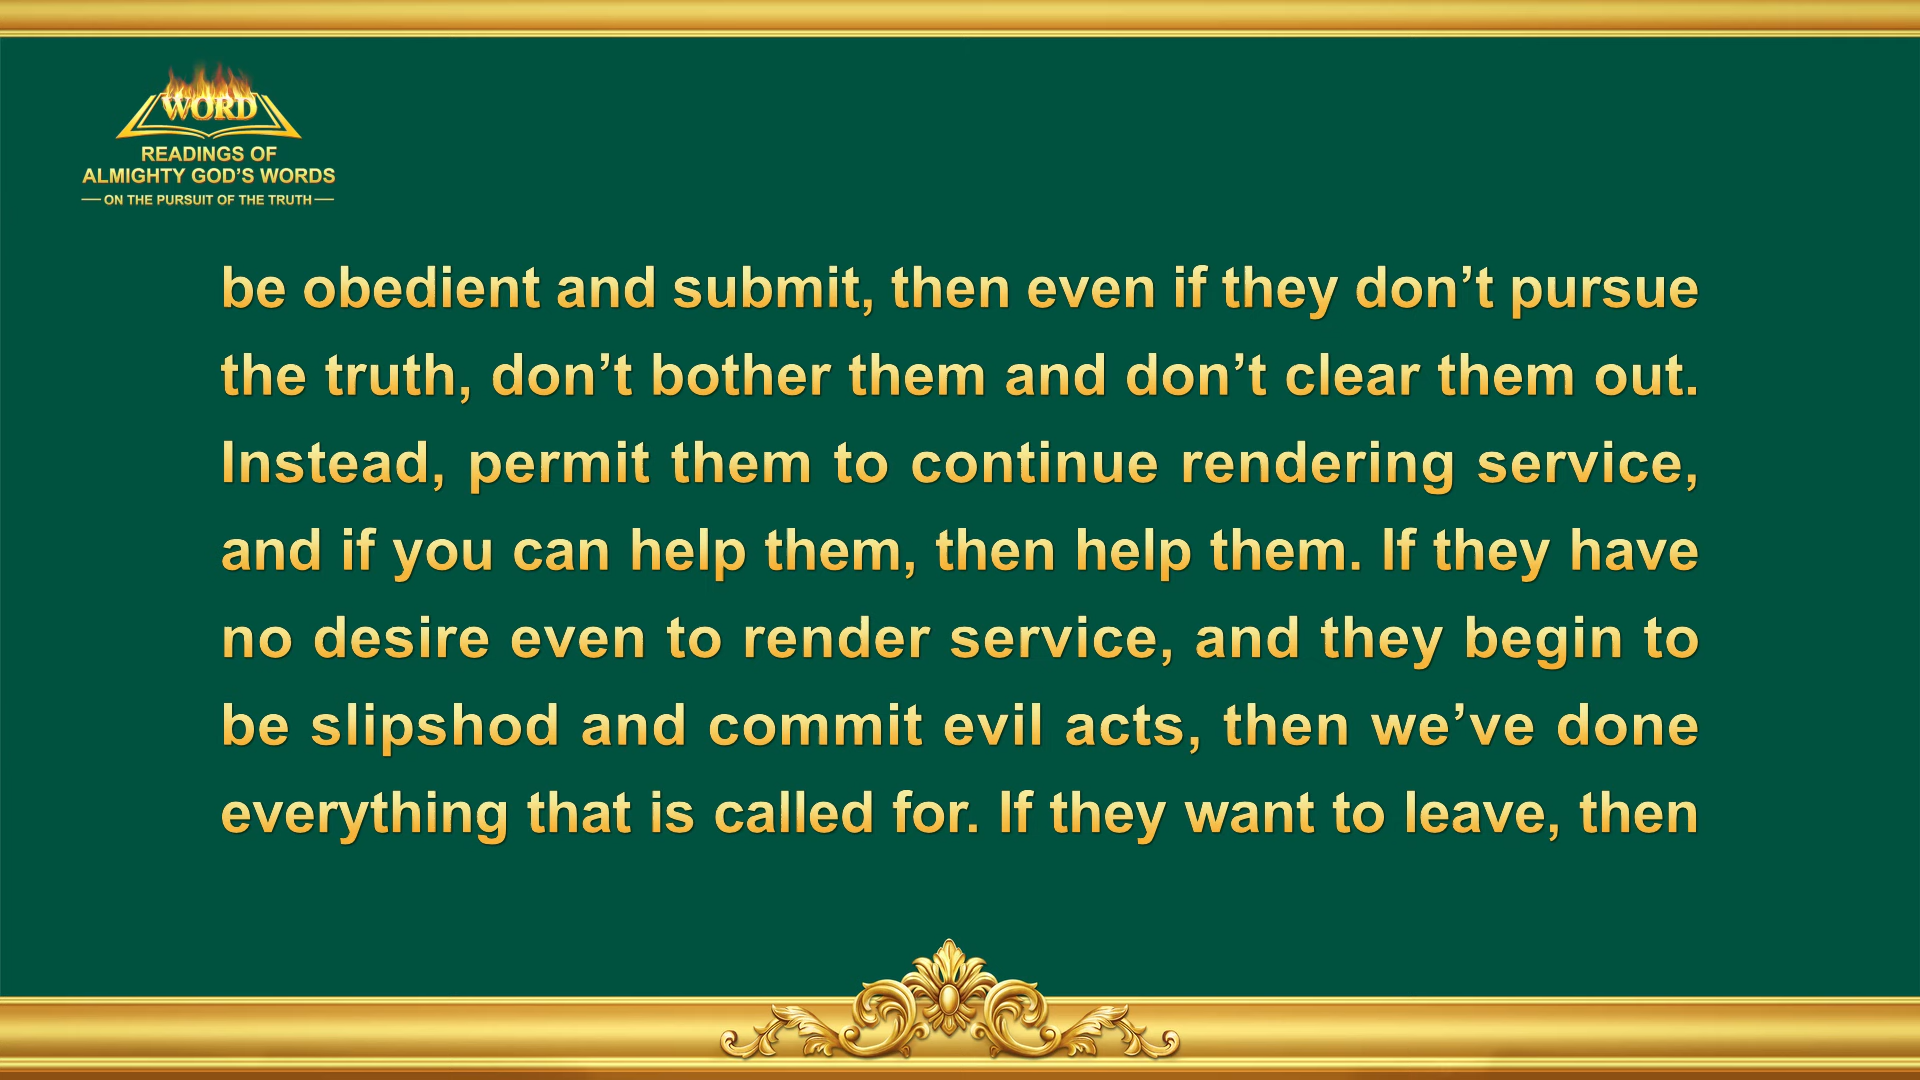 WORD
READINGS OF
ALMIGHTY GOD’S WORDS
ON THE PURSUIT OF THE TRUTH
be obedient and submit, then even if they don’t pursue
the truth, don’t bother them and don’t clear them out.
Instead, permit them to continue rendering service,
and if you can help them, then help them. If they have
no desire even to render service, and they begin to
be slipshod and commit evil acts, then we’ve done
everything that is called for. If they want to leave, then